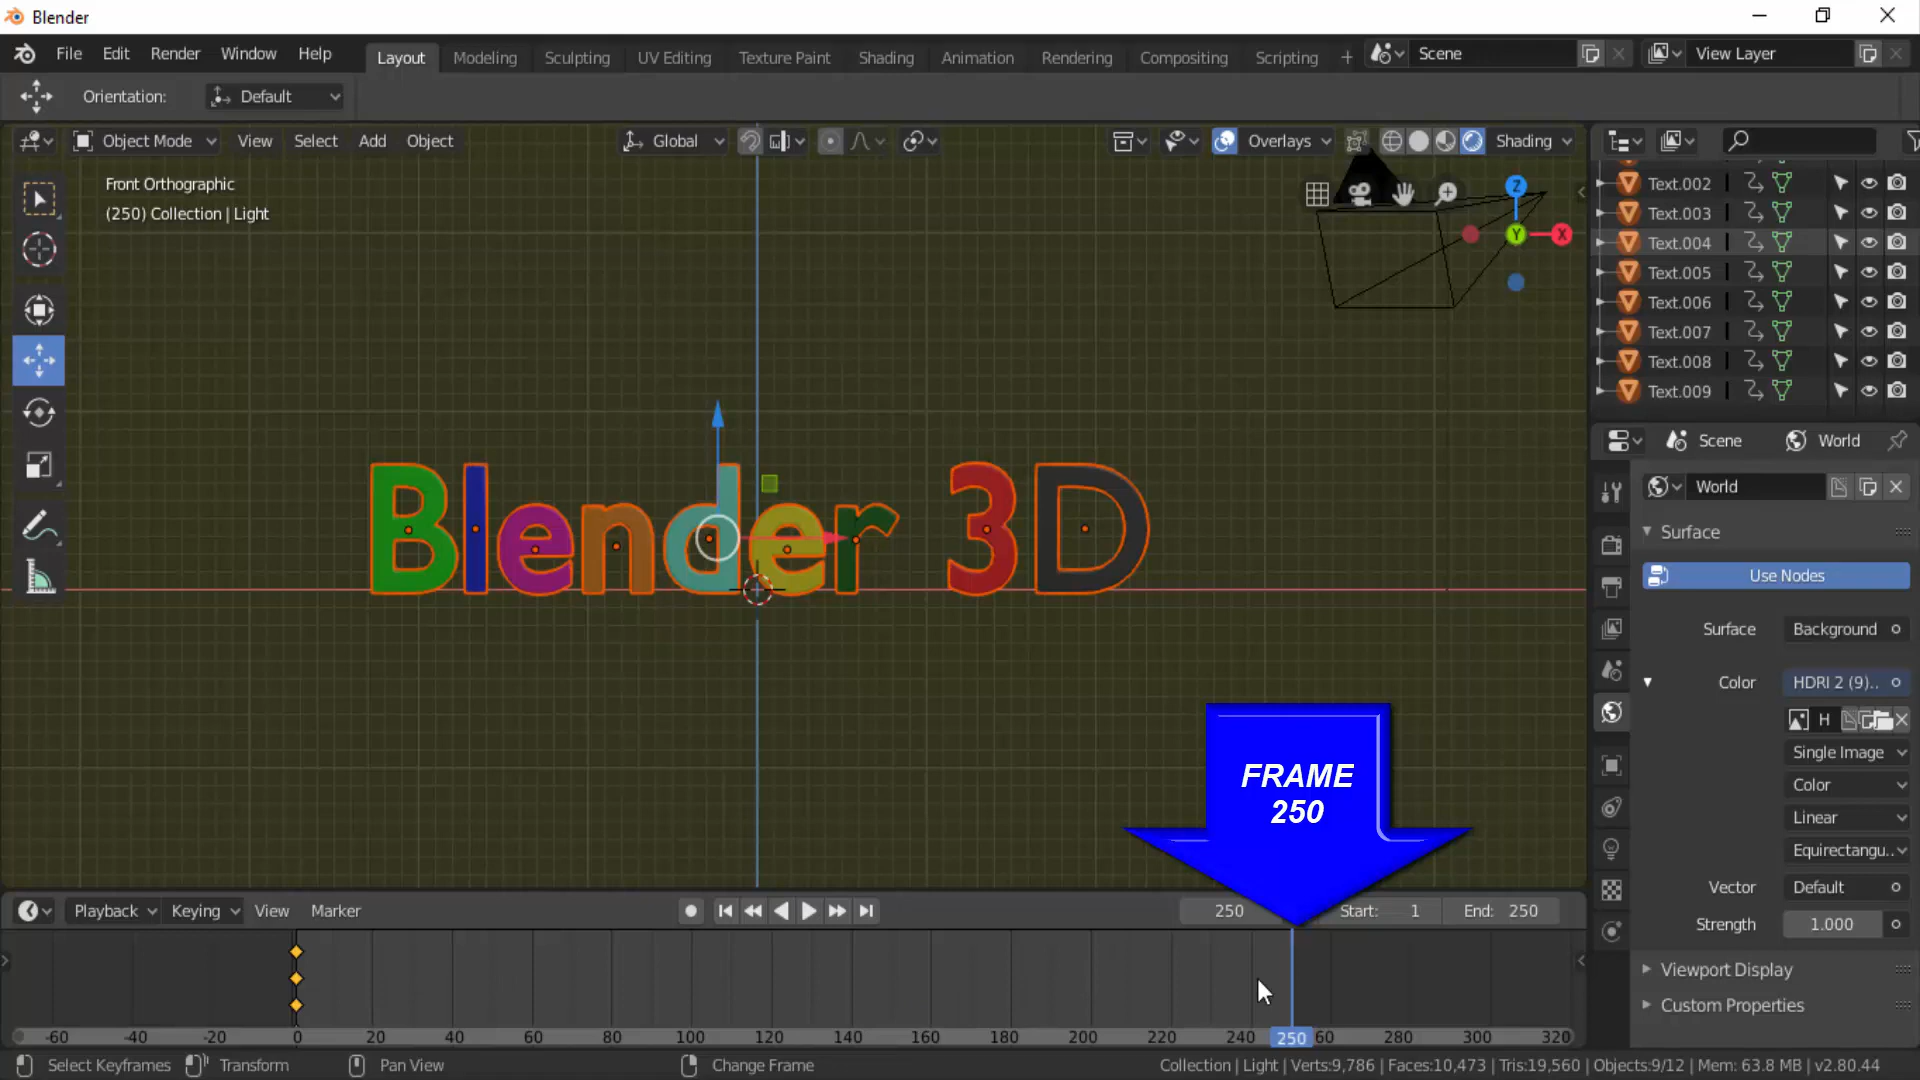 Blender
File Edit Render Window Help Layout Modeling Sculpting UV Editing Texture Paint Shading Animation Rendering Compositing Scripting + Scene View Layer
Orientation: Default
Object Mode View Select Add Object Global Overlays Shading
Front Orthographic
(250) Collection | Light
Z
Y
X
Text.002
Text.003
Text.004
Text.005
Text.006
Text.007
Text.008
Text.009
Scene World
World
Surface
Use Nodes
Surface Background
Color HDRI 2 (9)..
H
Single Image
Color
Linear
Equirectangu..
Vector Default
Strength 1.000
Viewport Display
Custom Properties
Blender 3D
FRAME
250
Playback Keying View Marker 250 Start: 1 End: 250
-60 -40 -20 0 20 40 60 80 100 120 140 160 180 200 220 240 250 60 280 300 320
Select Keyframes Transform Pan View Change Frame Collection | Light | Verts:9,786 | Faces:10,473 | Tris:19,560 | Objects:9/12 | Mem: 63.8 MB | v2.80.44